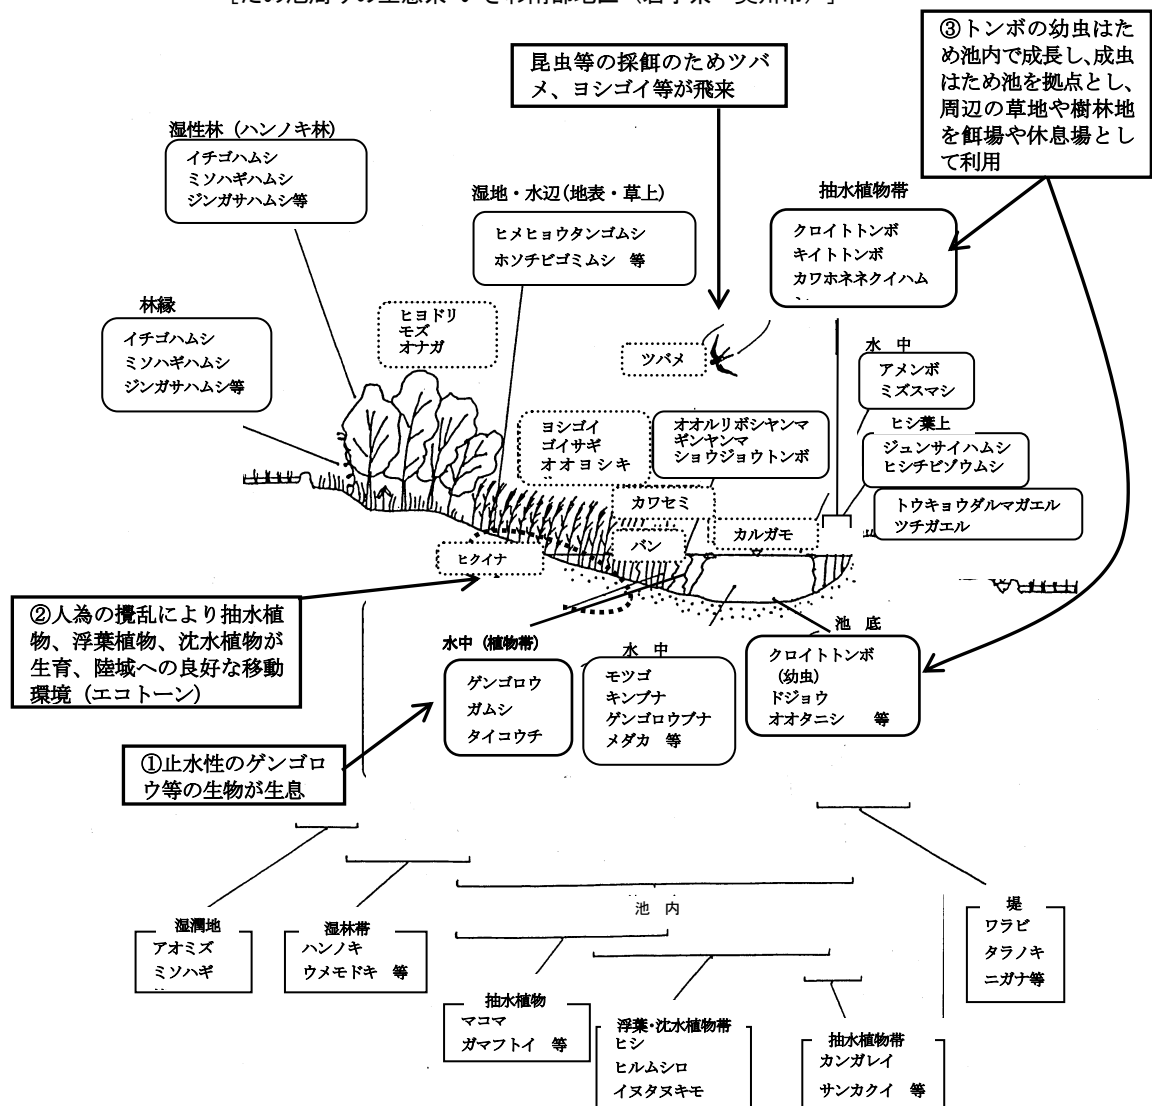 昆虫等の採餌のためツバ
メ、ヨシゴイ等が飛来
③トンボの幼虫はた
め池内で成長し、成虫
はため池を拠点とし、
周辺の草地や樹林地
を餌場や休息場とし
て利用
湿性林（ハンノキ林）
イチゴハムシ
ミソハギハムシ
ジンガサハムシ等
湿地・水辺(地表・草上)
ヒメヒョウタンゴムシ
ホソチビゴミムシ　等
抽水植物帯
クロイトトンボ
キイトトンボ
カワホネネクイハム
林縁
イチゴハムシ
ミソハギハムシ
ジンガサハムシ等
ヒヨドリ
モズ
オナガ
ツバメ
水　中
アメンボ
ミズスマシ
ヨシゴイ
ゴイサギ
オオヨシキ
オオルリボシヤンマ
ギンヤンマ
ショウジョウトンボ
ヒシ葉上
ジュンサイハムシ
ヒシチビゾウムシ
トウキョウダルマガエル
ツチガエル
カワセミ
バン
カルガモ
ヒクイナ
②人為の攪乱により抽水植
物、浮葉植物、沈水植物が
生育、陸域への良好な移動
環境（エコトーン）
水中（植物帯）
ゲンゴロウ
ガムシ
タイコウチ
水　中
モツゴ
キンブナ
ゲンゴロウブナ
メダカ　等
池　底
クロイトトンボ
（幼虫）
ドジョウ
オオタニシ　等
①止水性のゲンゴロ
ウ等の生物が生息
湿潤地
アオミズ
ミソハギ
湿林帯
ハンノキ
ウメモドキ　等
池　内
抽水植物
マコマ
ガマフトイ　等
浮葉・沈水植物帯
ヒシ
ヒルムシロ
イヌタヌキモ
抽水植物帯
カンガレイ
サンカクイ　等
堤
ワラビ
タラノキ
ニガナ等